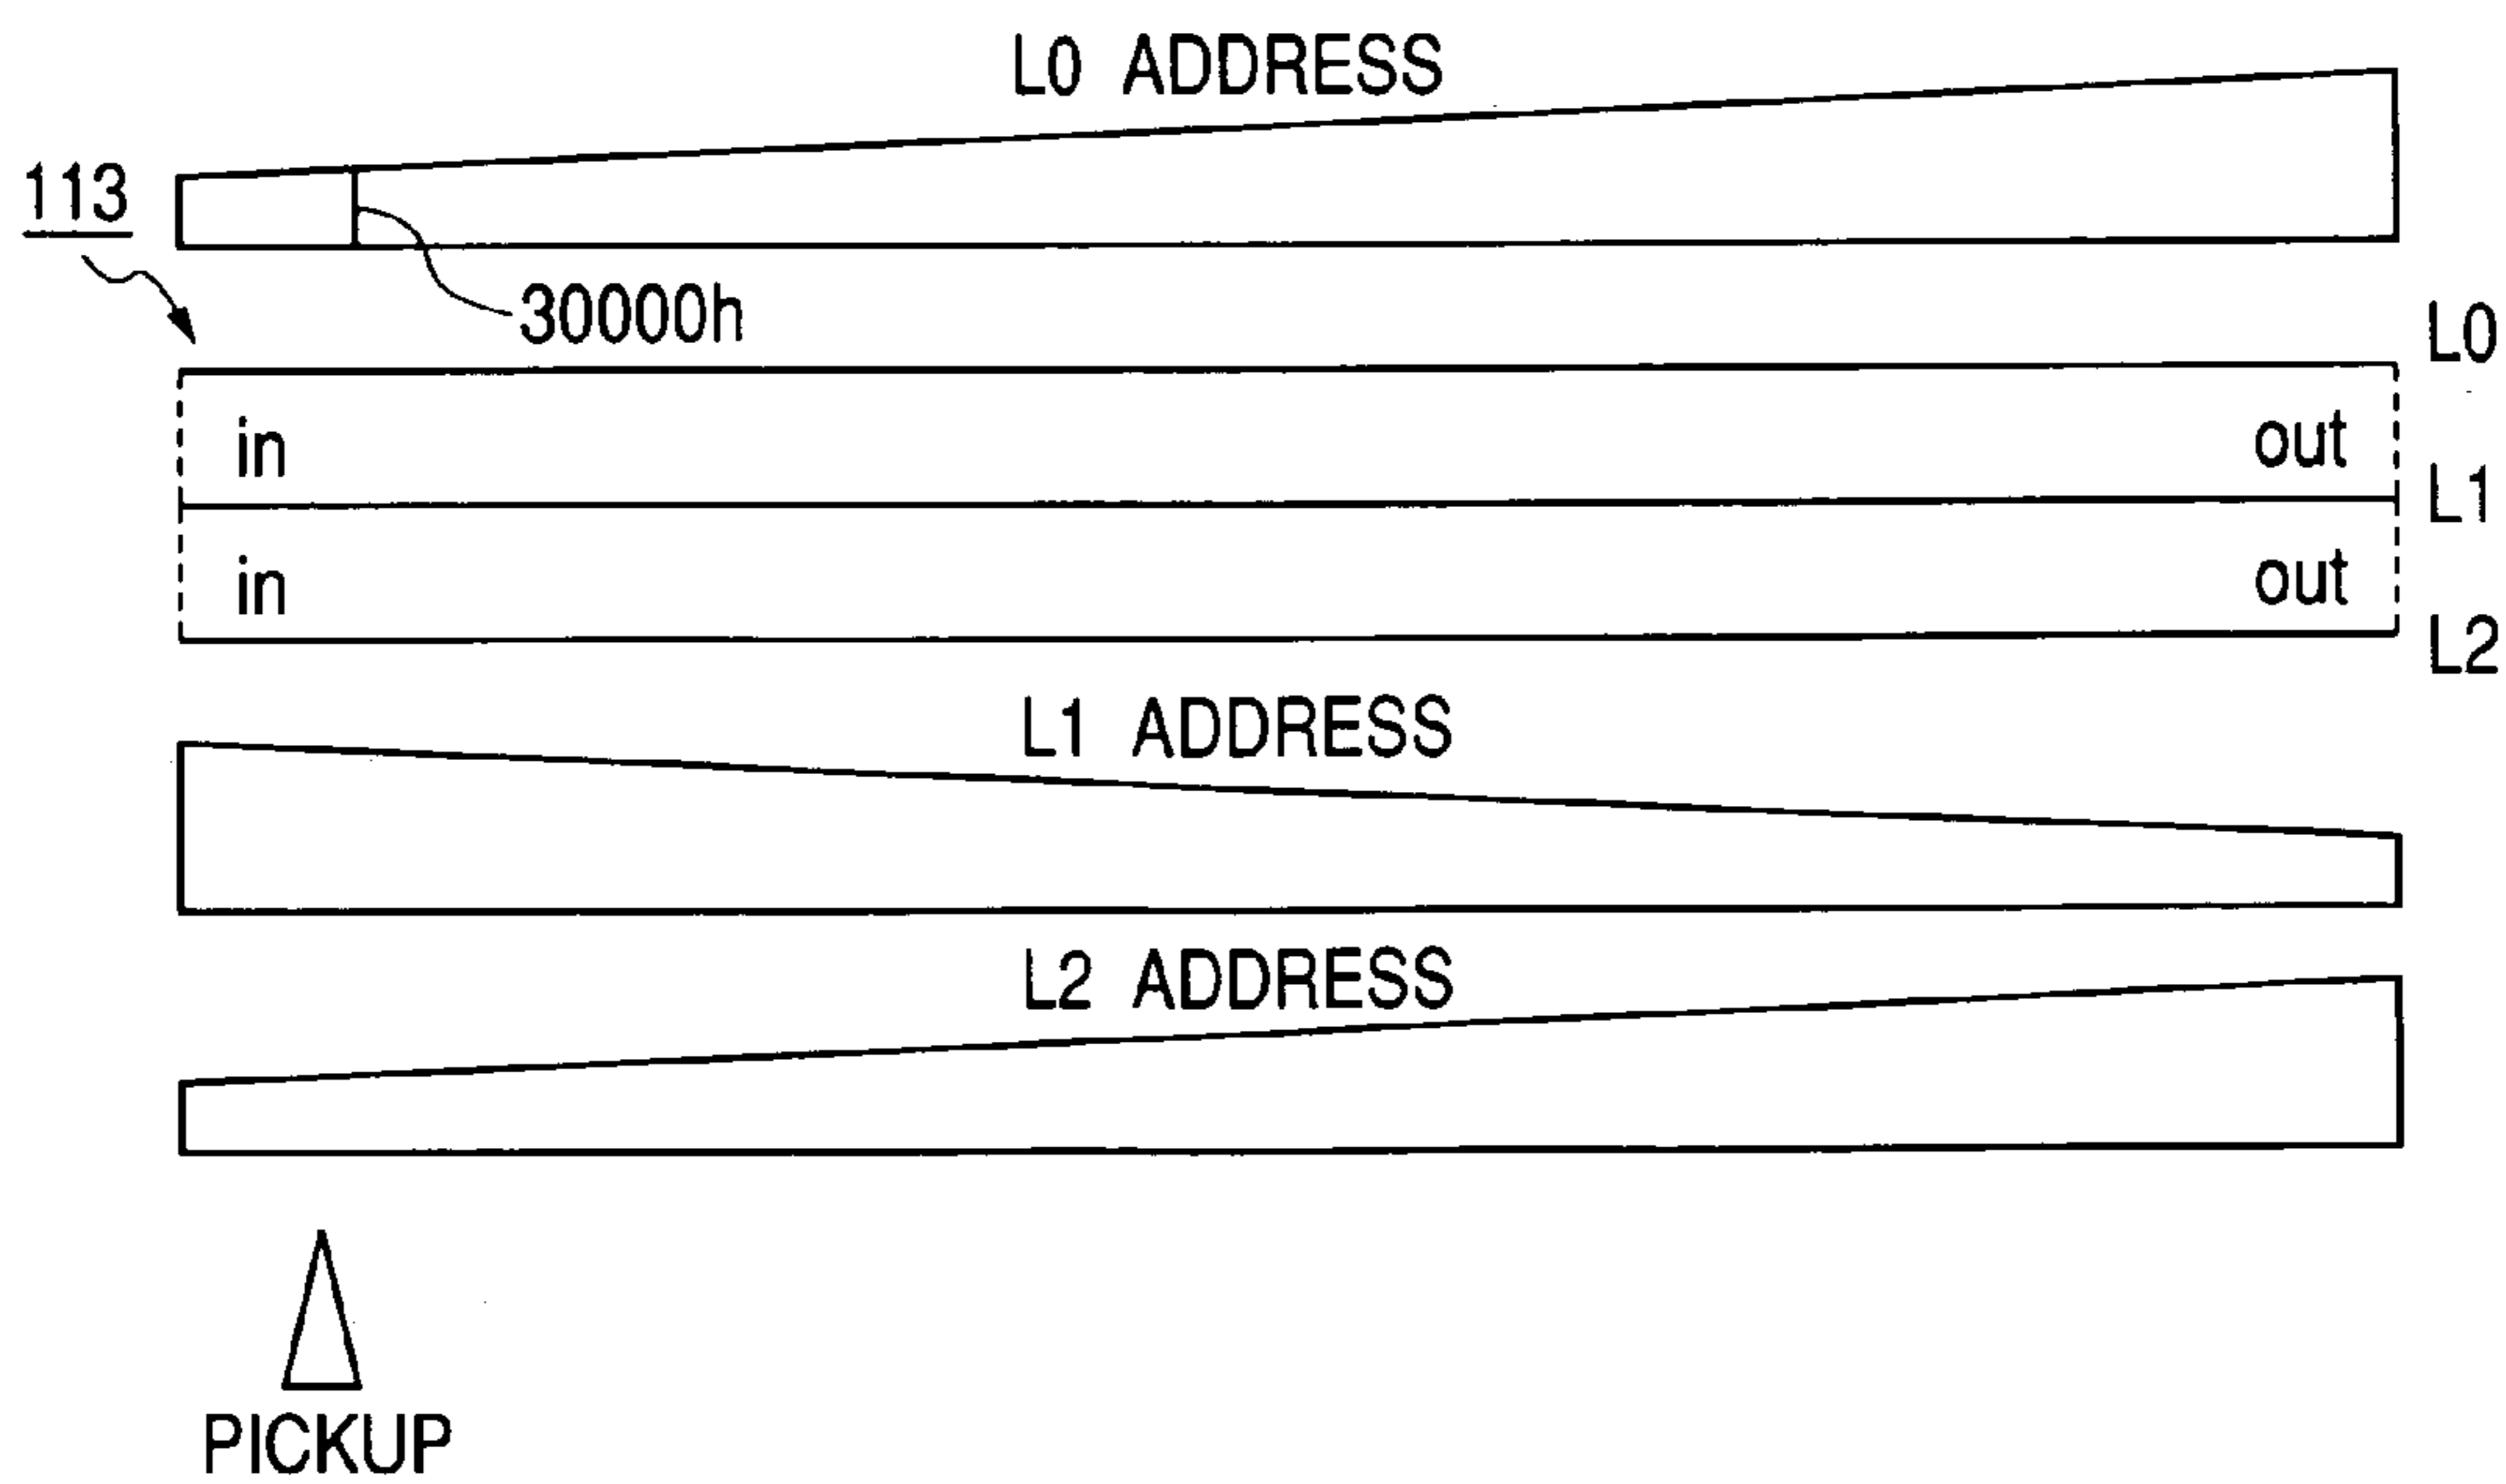 L0 ADDRESS
113
30000h
L0
in out
L1
in out
L2
L1 ADDRESS
L2 ADDRESS
PICKUP